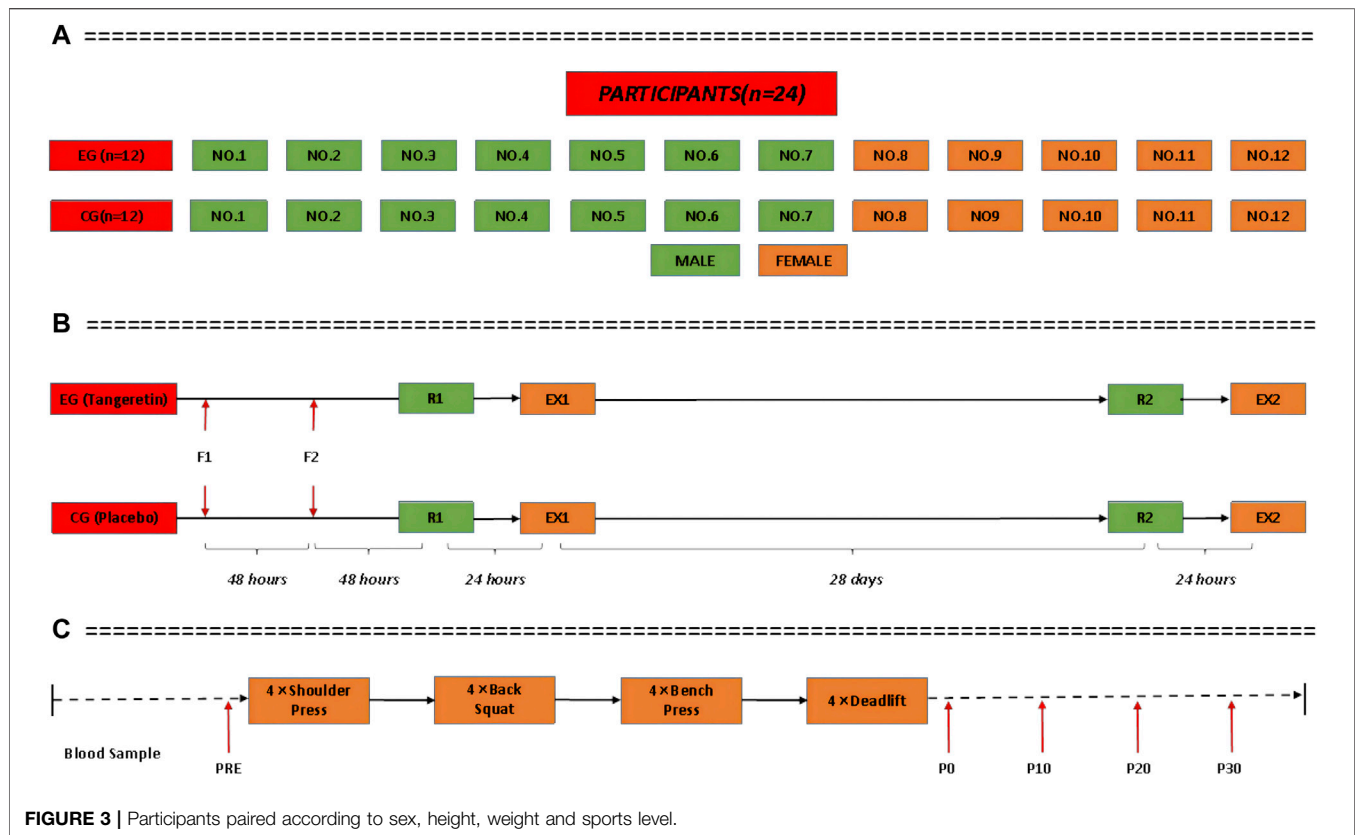 A ================================================
PARTICIPANTS(n=24)
EG (n=12) NO.1 NO.2 NO.3 NO.4 NO.5 NO.6 NO.7 NO.8 NO.9 NO.10 NO.11 NO.12
CG(n=12) NO.1 NO.2 NO.3 NO.4 NO.5 NO.6 NO.7 NO.8 NO9 NO.10 NO.11 NO.12
MALE FEMALE
B ================================================
EG (Tangeretin) R1 EX1 R2 EX2
F1 F2
CG (Placebo) R1 EX1 R2 EX2
48 hours 48 hours 24 hours 28 days 24 hours
C ================================================
4×Shoulder Press 4×Back Squat 4×Bench Press 4×Deadlift
Blood Sample
PRE P0 P10 P20 P30
FIGURE 3 | Participants paired according to sex, height, weight and sports level.